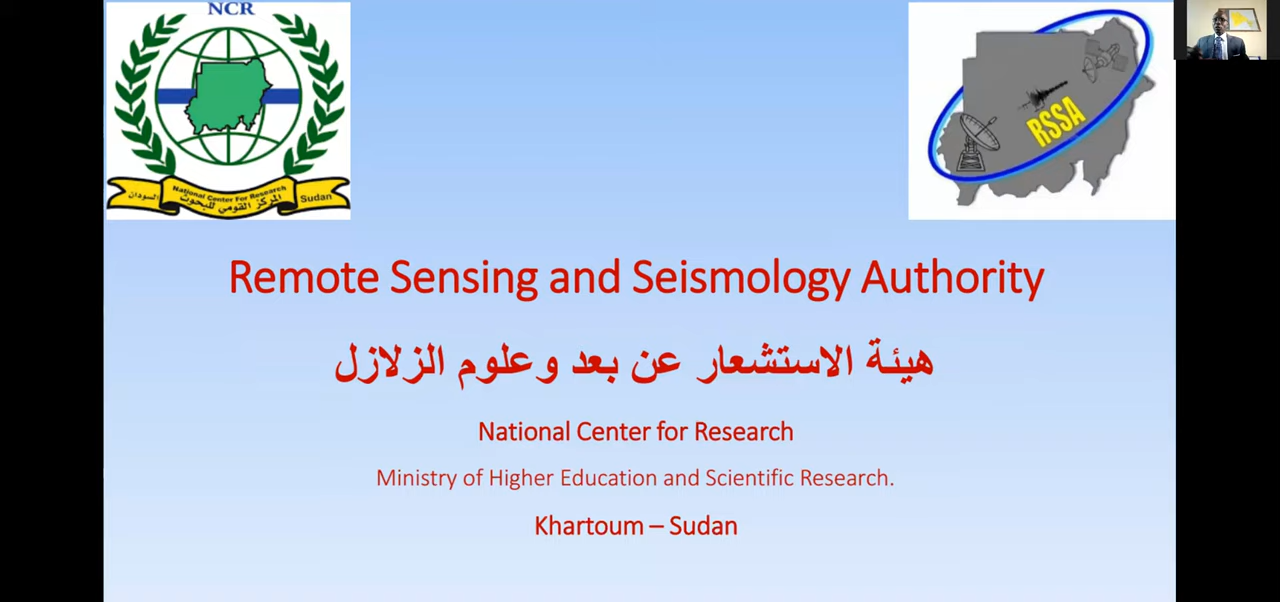 NCR
National Center For Research
السودان
المركز القومي للبحوث
Sudan
RSSA
Remote Sensing and Seismology Authority
هيئة الاستشعار عن بعد وعلوم الزلازل
National Center for Research
Ministry of Higher Education and Scientific Research.
Khartoum – Sudan